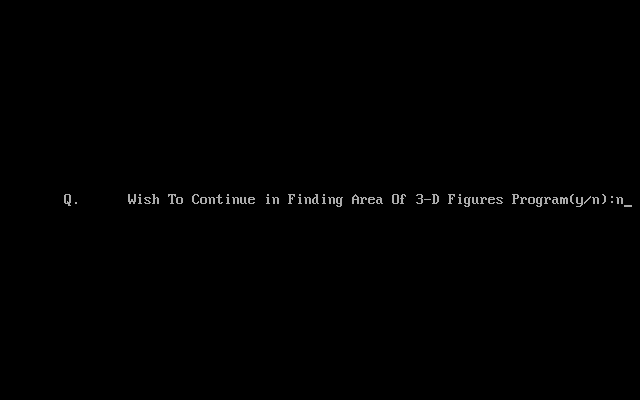 Q. Wish To Continue in Finding Area Of 3-D Figures Program(y/n):n_